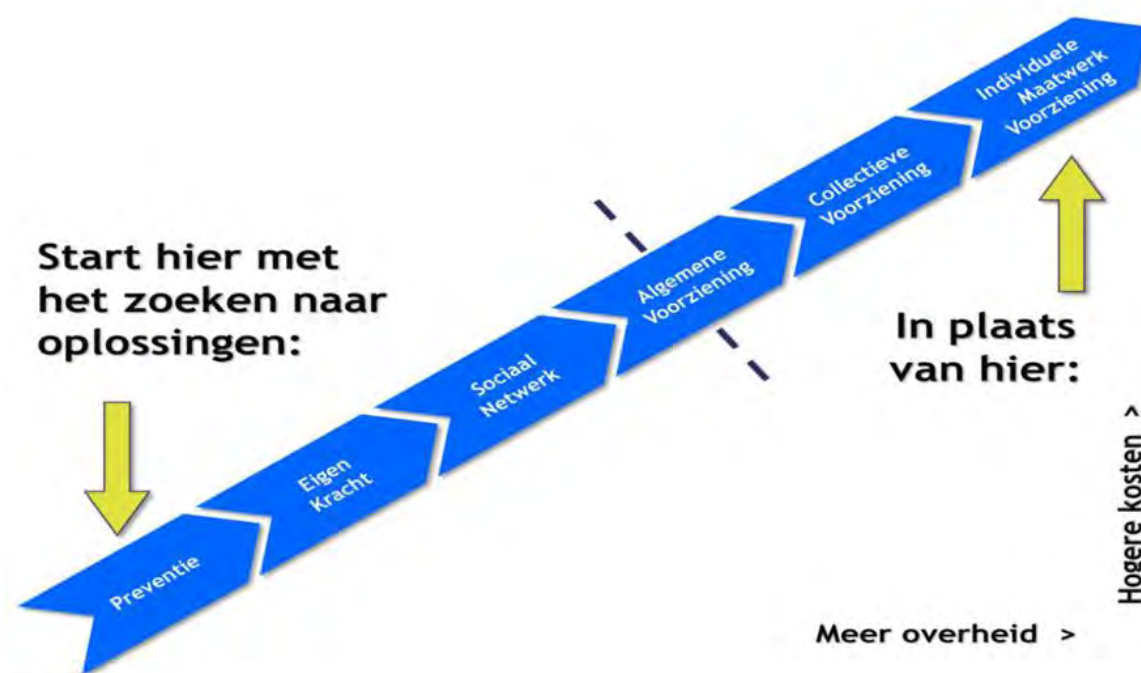 Start hier met
het zoeken naar
oplossingen:
Preventie
Eigen
Kracht
Sociaal
Netwerk
Algemene
Voorziening
Collectieve
Voorziening
Individuele
Maatwerk
Voorziening
In plaats
van hier:
Meer overheid >
Hogere kosten >